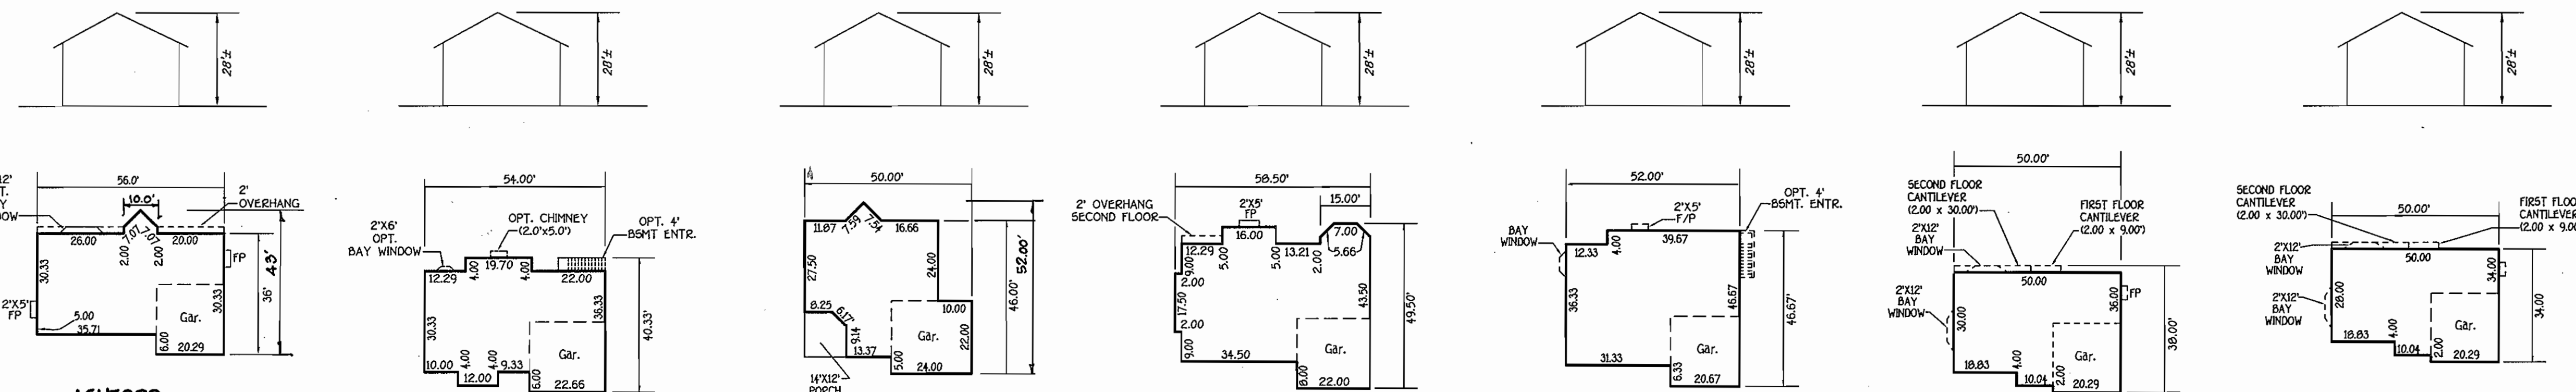 28'±
28'±
28'±
28'±
28'±
28'±
28'±
56.0'
10.0'
2'
OVERHANG
26.00
7.07
7.07
20.00
2.00
2.00
30.33
FP
36'
43'
2'X5'
FP
5.00
35.71
30.33
Gar.
6.00
20.29
54.00'
2'X6'
OPT.
BAY WINDOW
OPT. CHIMNEY
(2.0'x5.0')
OPT. 4'
BSMT ENTR.
12.29
4.00
19.70
4.00
22.00
30.33
36.33
40.33'
Gar.
10.00
4.00
12.00
4.00
9.33
6.00
22.66
50.00'
11.87
7.59
7.54
16.66
27.50
24.00
46.00'
52.00'
8.25
6.17'
9.14
13.37
10.00
22.00
Gar.
5.00
24.00
14'X12'
PORCH
58.50'
15.00'
2' OVERHANG
SECOND FLOOR
2'X5'
FP
16.00
7.00
12.29
5.00
5.00
13.21
2.00
5.66
9.00
2.00
17.50
2.00
9.00
43.50
49.50'
34.50
Gar.
8.00
22.00
52.00'
2'X5'
F/P
OPT. 4'
BSMT. ENTR.
BAY
WINDOW
12.33
4.00
39.67
36.33
46.67
46.67'
Gar.
31.33
6.33
20.67
50.00'
SECOND FLOOR
CANTILEVER
(2.00 x 30.00')
FIRST FLOOR
CANTILEVER
(2.00 x 9.00')
2'X12'
BAY
WINDOW
50.00
2'X12'
BAY
WINDOW
30.00
36.00
FP
38.00'
Gar.
18.83
4.00
10.04
2.00
20.29
SECOND FLOOR
CANTILEVER
(2.00 x 30.00')
50.00'
FIRST FLOO
CANTILEVER
(2.00 x 9.00
2'X12'
BAY
WINDOW
50.00
2'X12'
BAY
WINDOW
28.00
34.00
34.00
Gar.
18.83
4.00
10.04
2.00
20.29